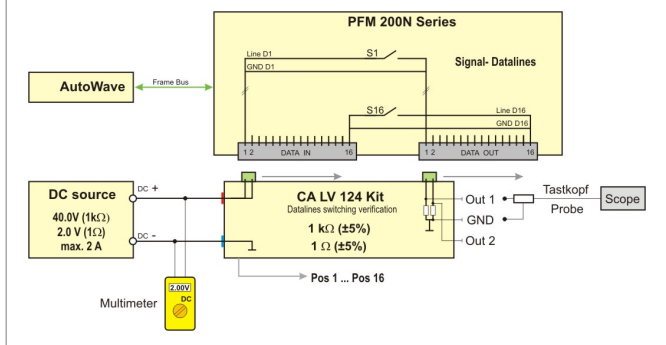 PFM 200N Series
Line D1
S1
GND D1
Signal- Datalines
AutoWave
Frame Bus
S16
Line D16
GND D16
1 2
DATA IN
16
1 2
DATA OUT
16
DC source
40.0V (1kΩ)
2.0 V (1Ω)
max. 2 A
DC +
DC -
CA LV 124 Kit
Datalines switching verification
1 kΩ (±5%)
1 Ω (±5%)
Out 1
GND
Out 2
Tastkopf
Probe
Scope
Pos 1 ... Pos 16
Multimeter
2.00V
DC